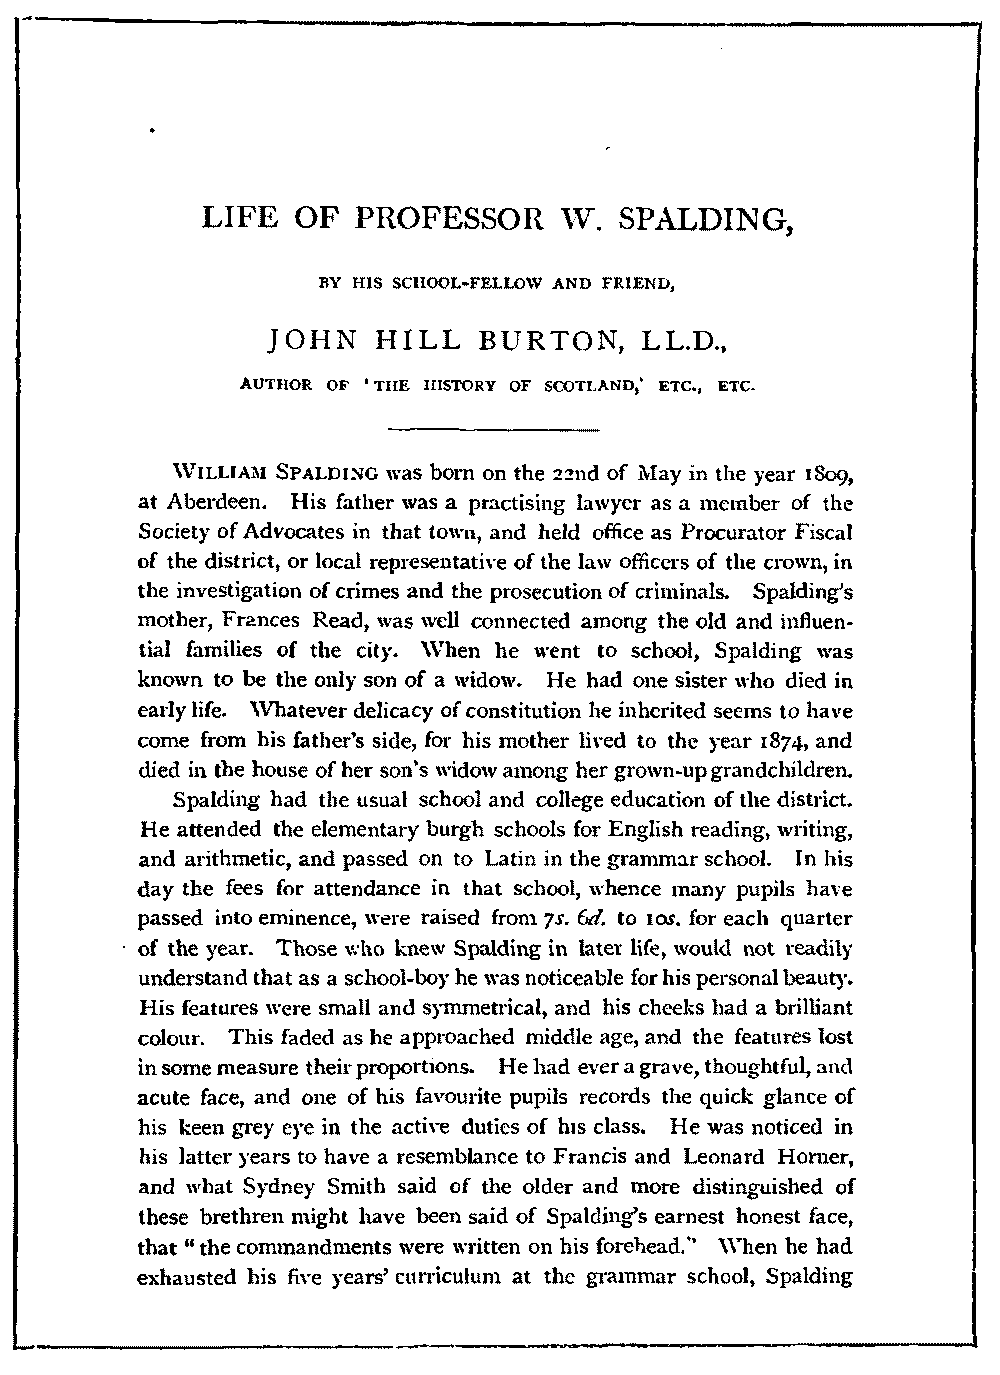 LIFE OF PROFESSOR W. SPALDING,
BY HIS SCHOOL-FELLOW AND FRIEND,
JOHN HILL BURTON, LL.D.,
AUTHOR OF 'THE HISTORY OF SCOTLAND,' ETC., ETC.
WILLIAM SPALDING was born on the 22nd of May in the year 1809,
at Aberdeen. His father was a practising lawyer as a member of the
Society of Advocates in that town, and held office as Procurator Fiscal
of the district, or local representative of the law officers of the crown, in
the investigation of crimes and the prosecution of criminals. Spalding's
mother, Frances Read, was well connected among the old and influen-
tial families of the city. When he went to school, Spalding was
known to be the only son of a widow. He had one sister who died in
early life. Whatever delicacy of constitution he inherited seems to have
come from his father's side, for his mother lived to the year 1874, and
died in the house of her son's widow among her grown-up grandchildren.
Spalding had the usual school and college education of the district.
He attended the elementary burgh schools for English reading, writing,
and arithmetic, and passed on to Latin in the grammar school. In his
day the fees for attendance in that school, whence many pupils have
passed into eminence, were raised from 7s. 6d. to 10s. for each quarter
of the year. Those who knew Spalding in later life, would not readily
understand that as a school-boy he was noticeable for his personal beauty.
His features were small and symmetrical, and his cheeks had a brilliant
colour. This faded as he approached middle age, and the features lost
in some measure their proportions. He had ever a grave, thoughtful, and
acute face, and one of his favourite pupils records the quick glance of
his keen grey eye in the active duties of his class. He was noticed in
his latter years to have a resemblance to Francis and Leonard Horner,
and what Sydney Smith said of the older and more distinguished of
these brethren might have been said of Spalding's earnest honest face,
that "the commandments were written on his forehead." When he had
exhausted his five years' curriculum at the grammar school, Spalding